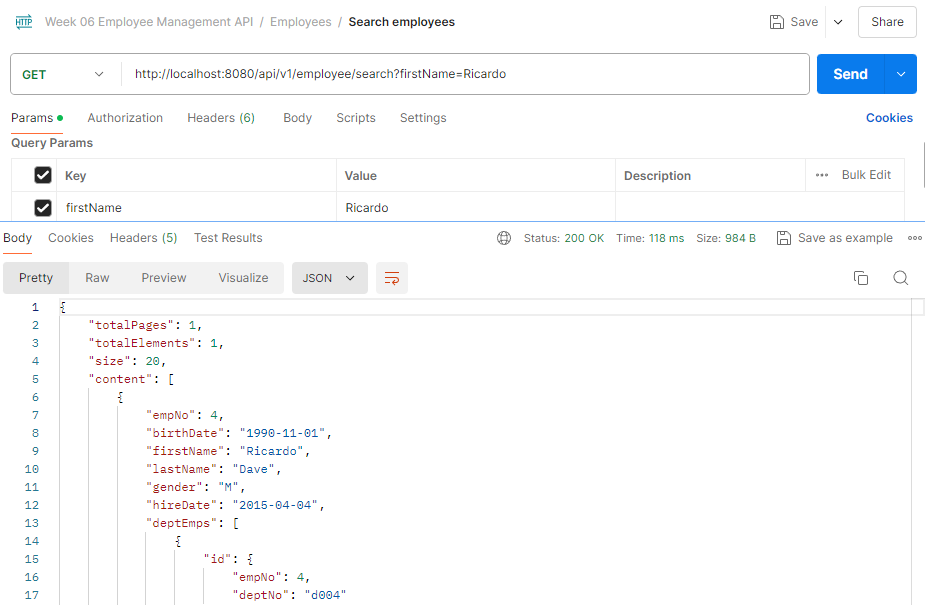 HTTP Week 06 Employee Management API / Employees / Search employees Save Share
GET http://localhost:8080/api/v1/employee/search?firstName=Ricardo Send
Params Authorization Headers (6) Body Scripts Settings Cookies
Query Params
Key Value Description ••• Bulk Edit
firstName Ricardo
Body Cookies Headers (5) Test Results Status: 200 OK Time: 118 ms Size: 984 B Save as example •••
Pretty Raw Preview Visualize JSON
1 {
2 "totalPages": 1,
3 "totalElements": 1,
4 "size": 20,
5 "content": [
6 {
7 "empNo": 4,
8 "birthDate": "1990-11-01",
9 "firstName": "Ricardo",
10 "lastName": "Dave",
11 "gender": "M",
12 "hireDate": "2015-04-04",
13 "deptEmps": [
14 {
15 "id": {
16 "empNo": 4,
17 "deptNo": "d004"